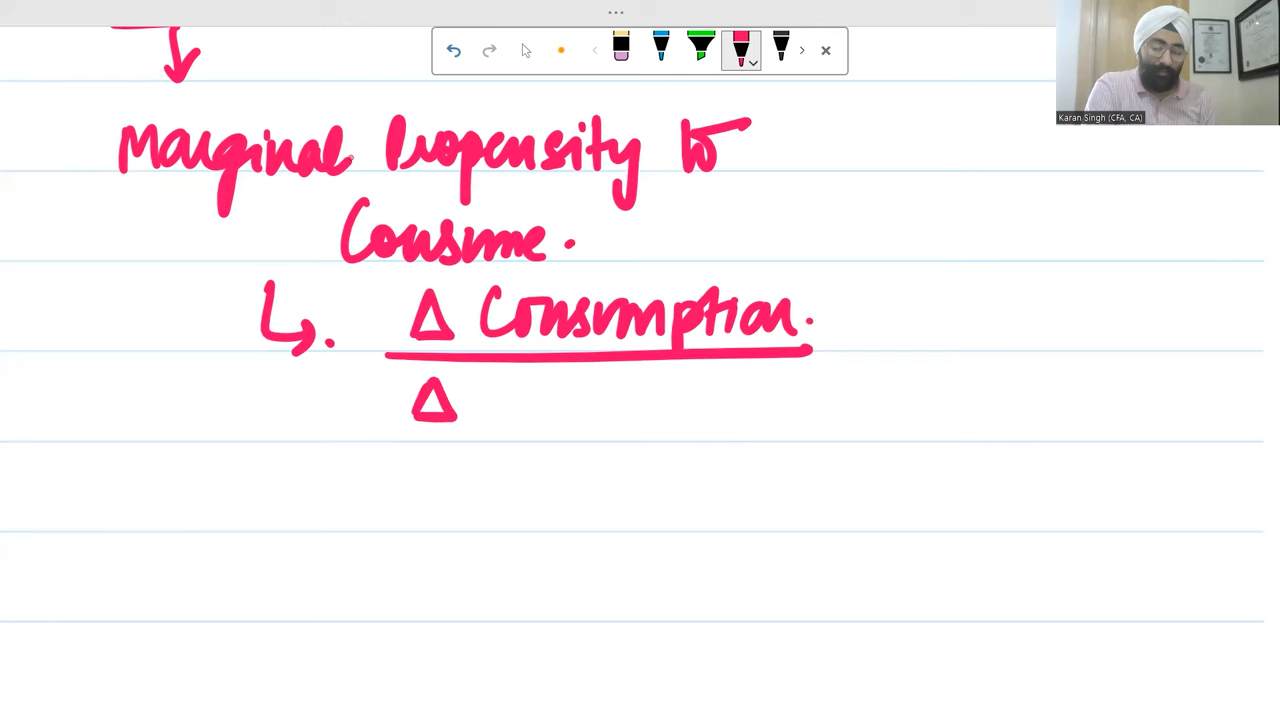 Karan Singh (CFA, CA)
Marginal Propensity to
Consume.
Δ Consumption.
Δ